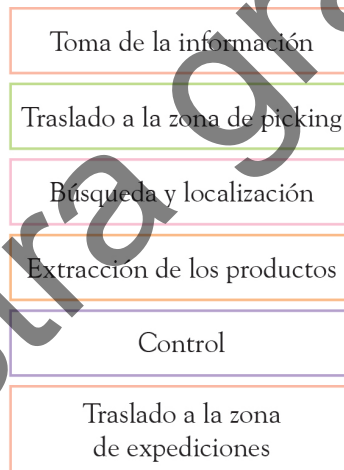 Toma de la información
Traslado a la zona de picking
Búsqueda y localización
Extracción de los productos
Control
Traslado a la zona
de expediciones